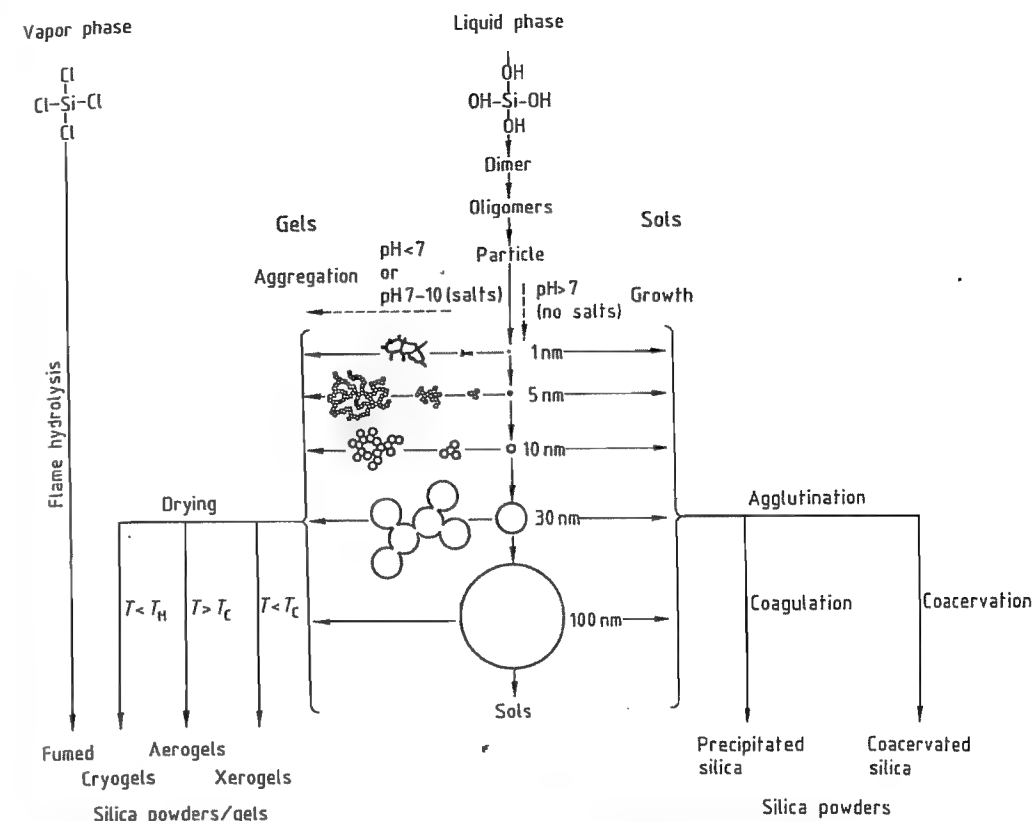 Vapor phase
Cl
Cl-Si-Cl
Cl
Flame hydrolysis
Liquid phase
OH
OH-Si-OH
OH
Dimer
Oligomers
Particle
Gels
Sols
Aggregation
pH<7
or
pH 7-10 (salts)
pH>7
(no salts)
Growth
1 nm
5 nm
10 nm
30 nm
100 nm
Sols
Drying
T< T_M
T> T_C
T< T_C
Agglutination
Coagulation
Coacervation
Fumed
Cryogels
Aerogels
Xerogels
Silica powders/gels
Precipitated
silica
Coacervated
silica
Silica powders